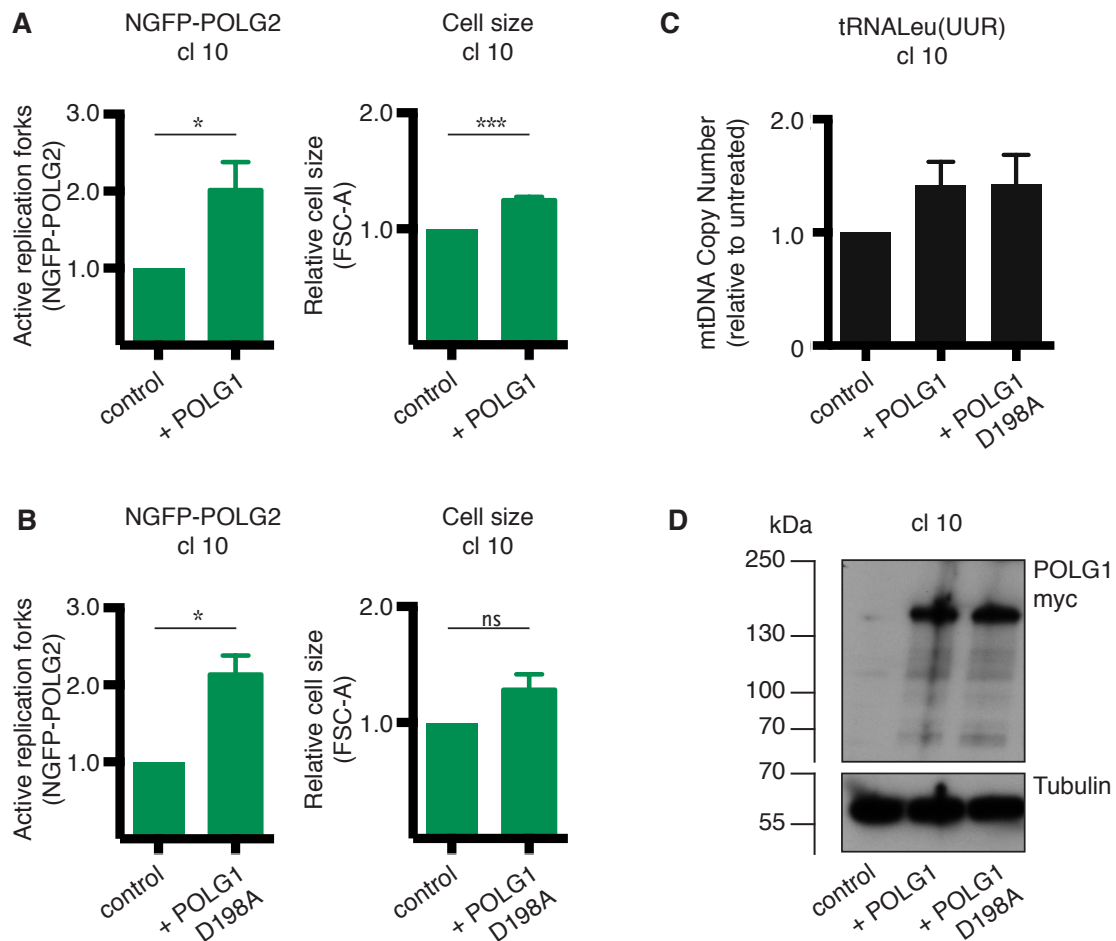 A
NGFP-POLG2
cl 10
Active replication forks
(NGFP-POLG2)
3.0
2.0
1.0
*
control
+ POLG1
Cell size
cl 10
Relative cell size
(FSC-A)
2.0
1.0
***
control
+ POLG1
C
tRNALeu(UUR)
cl 10
mtDNA Copy Number
(relative to untreated)
2.0
1.0
0
control
+ POLG1
+ POLG1
D198A
B
NGFP-POLG2
cl 10
Active replication forks
(NGFP-POLG2)
3.0
2.0
1.0
*
control
+ POLG1
D198A
Cell size
cl 10
Relative cell size
(FSC-A)
2.0
1.0
ns
control
+ POLG1
D198A
D
kDa
cl 10
250
130
100
70
70
55
POLG1
myc
Tubulin
control
+ POLG1
+ POLG1
D198A